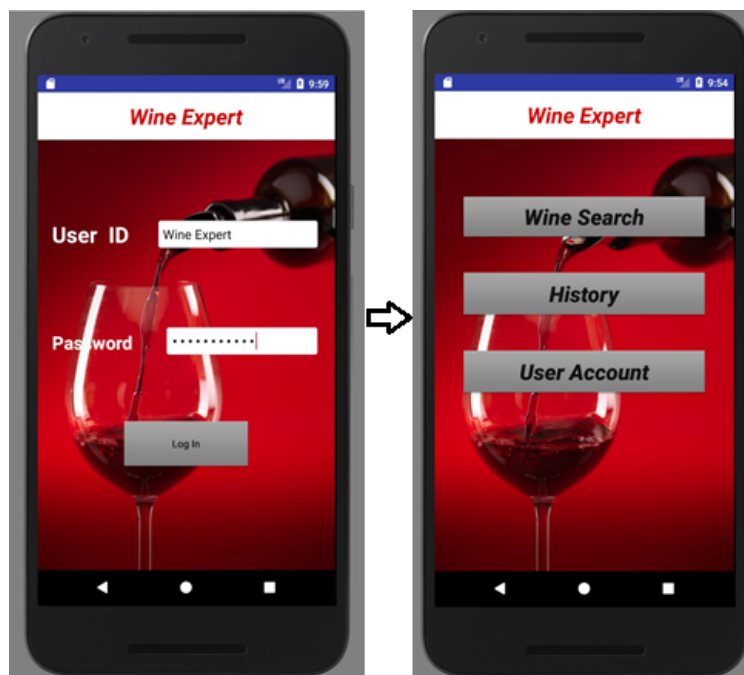 9:59
Wine Expert
User ID
Wine Expert
Password
Log In
9:54
Wine Expert
Wine Search
History
User Account